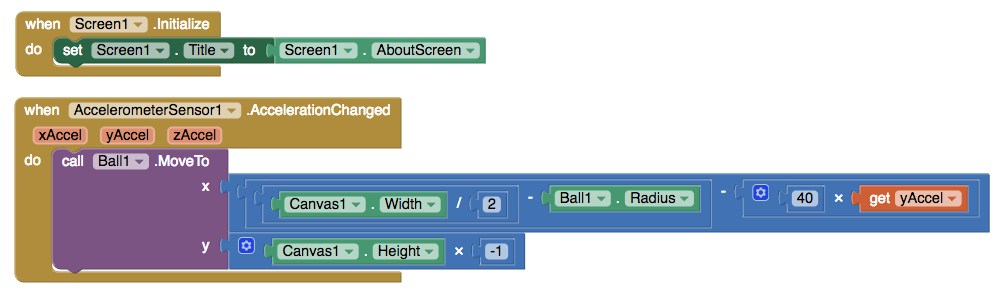 when Screen1 .Initialize
do set Screen1 . Title to Screen1 . AboutScreen
when AccelerometerSensor1 .AccelerationChanged
xAccel yAccel zAccel
do call Ball1 .MoveTo
x Canvas1 . Width / 2 - Ball1 . Radius - 40 × get yAccel
y Canvas1 . Height × -1